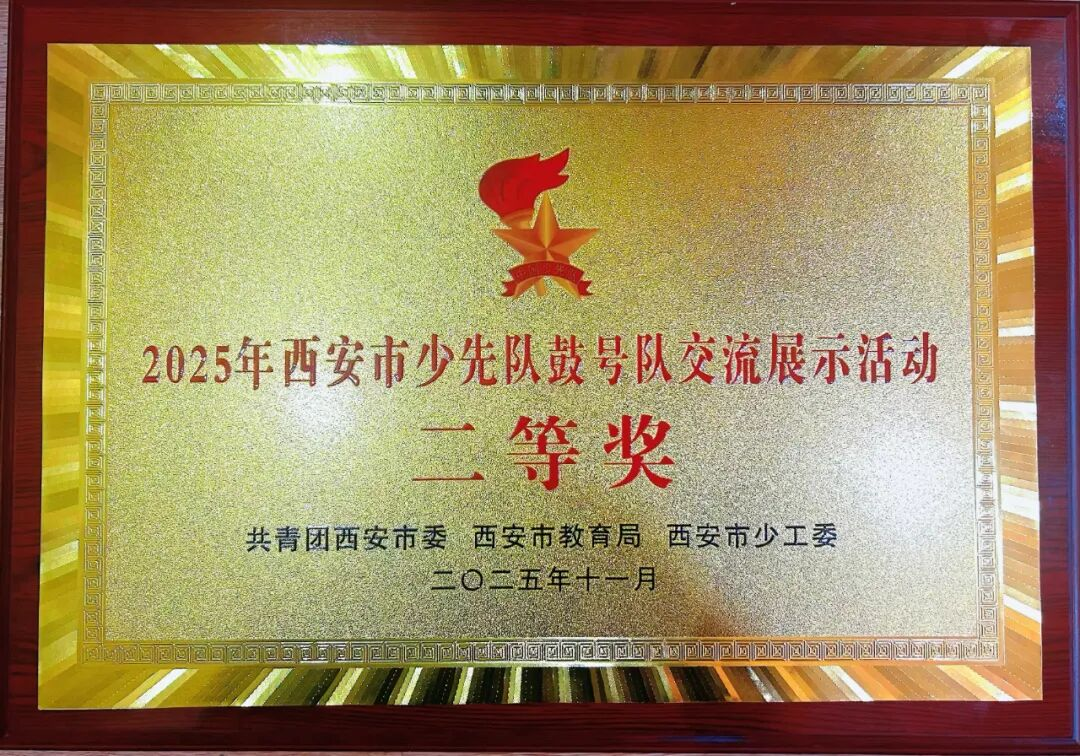 2025年西安市少先队鼓号队交流展示活动
二等奖
共青团西安市委 西安市教育局 西安市少工委
二〇二五年十一月